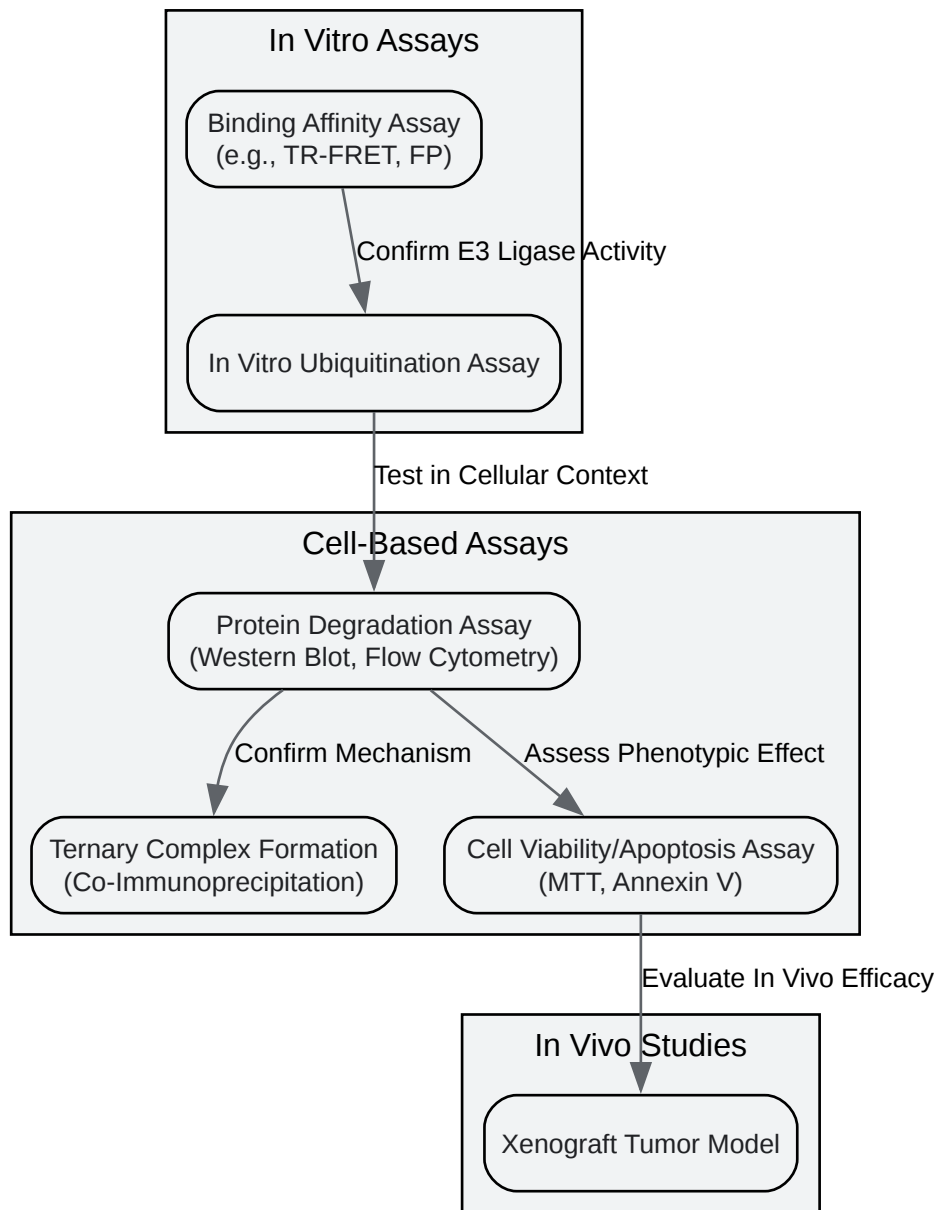 In Vitro Assays
Binding Affinity Assay
(e.g., TR-FRET, FP)
Confirm E3 Ligase Activity
In Vitro Ubiquitination Assay
Test in Cellular Context
Cell-Based Assays
Protein Degradation Assay
(Western Blot, Flow Cytometry)
Confirm Mechanism
Assess Phenotypic Effect
Ternary Complex Formation
(Co-Immunoprecipitation)
Cell Viability/Apoptosis Assay
(MTT, Annexin V)
Evaluate In Vivo Efficacy
In Vivo Studies
Xenograft Tumor Model